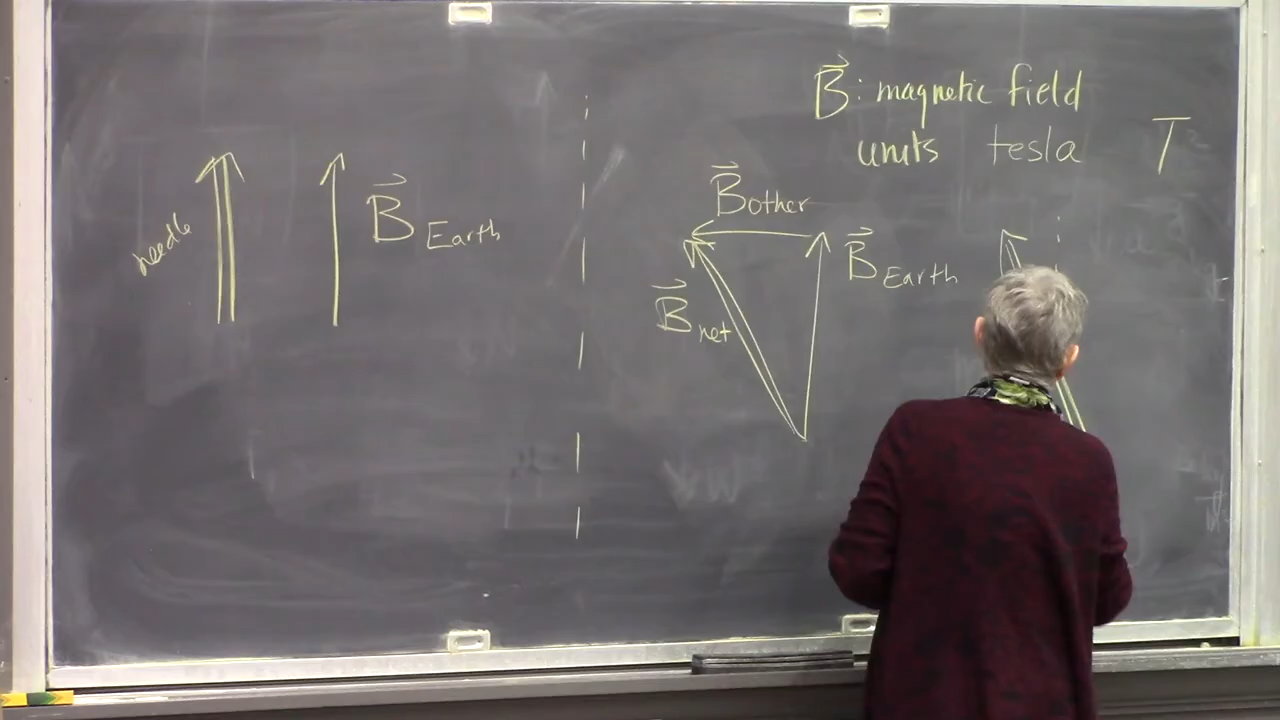 B⃗: magnetic field
units tesla T
needle
B⃗ Earth
B⃗ other
B⃗ Earth
B⃗ net